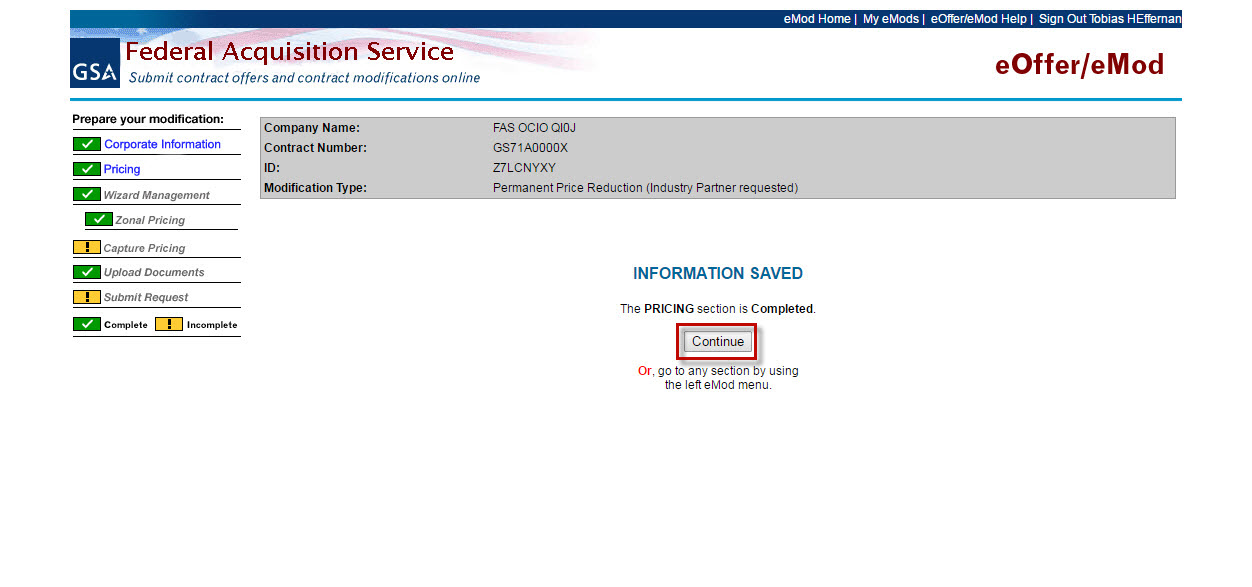 eMod Home | My eMods | eOffer/eMod Help | Sign Out Tobias HEffernan
GSA
Federal Acquisition Service
Submit contract offers and contract modifications online
eOffer/eMod
Prepare your modification:
Corporate Information
Pricing
Wizard Management
Zonal Pricing
Capture Pricing
Upload Documents
Submit Request
Complete ! Incomplete
Company Name: FAS OCIO QI0J
Contract Number: GS71A0000X
ID: Z7LCNYXY
Modification Type: Permanent Price Reduction (Industry Partner requested)
INFORMATION SAVED
The PRICING section is Completed.
Continue
Or, go to any section by using
the left eMod menu.